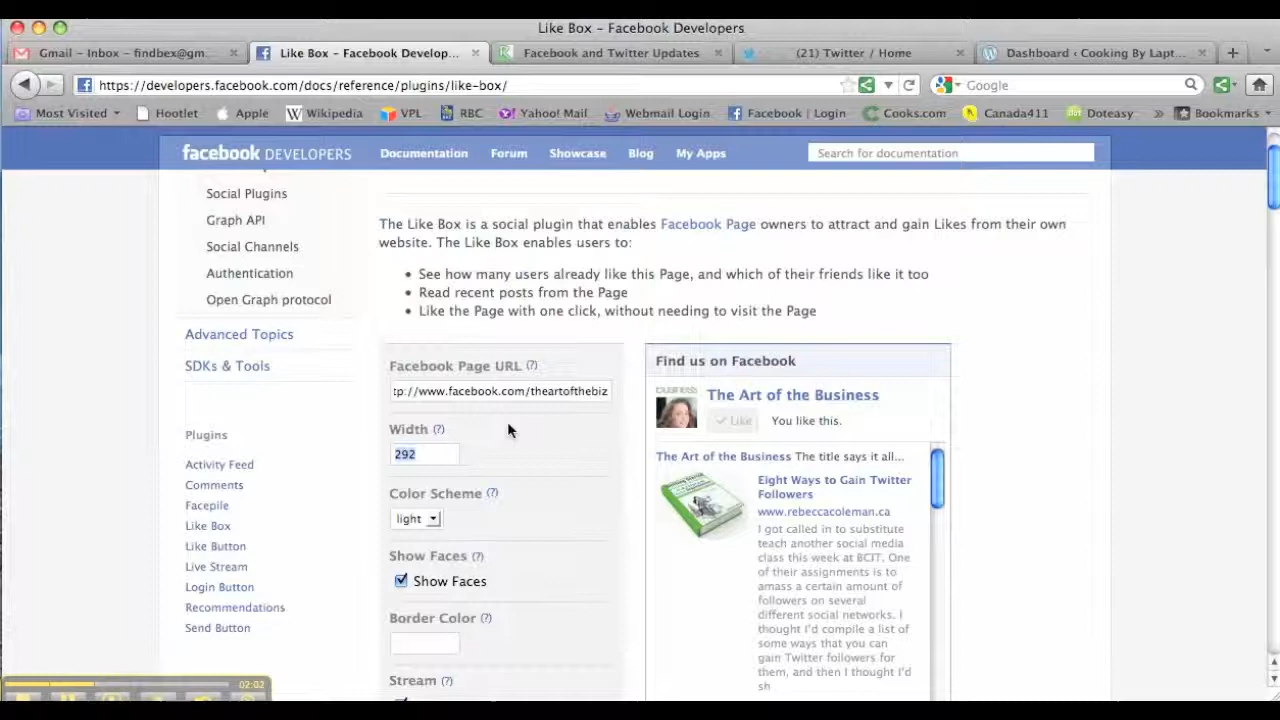 Like Box – Facebook Developers
Gmail – Inbox – findbex@gm...
Like Box – Facebook Develop...
Facebook and Twitter Updates
(21) Twitter / Home
Dashboard ‹ Cooking By Lapt...
https://developers.facebook.com/docs/reference/plugins/like-box/
Google
Most Visited
Hootlet
Apple
Wikipedia
VPL
RBC
Yahoo! Mail
Webmail Login
Facebook | Login
Cooks.com
Canada411
Doteasy
»
Bookmarks
facebook DEVELOPERS
Documentation
Forum
Showcase
Blog
My Apps
Search for documentation
Social Plugins
Graph API
Social Channels
Authentication
Open Graph protocol
Advanced Topics
SDKs & Tools
Plugins
Activity Feed
Comments
Facepile
Like Box
Like Button
Live Stream
Login Button
Recommendations
Send Button
The Like Box is a social plugin that enables Facebook Page owners to attract and gain Likes from their own
website. The Like Box enables users to:
• See how many users already like this Page, and which of their friends like it too
• Read recent posts from the Page
• Like the Page with one click, without needing to visit the Page
Facebook Page URL (?)
tp://www.facebook.com/theartofthebiz
Width (?)
292
Color Scheme (?)
light
Show Faces (?)
Show Faces
Border Color (?)
Stream (?)
Find us on Facebook
business
The Art of the Business
Like
You like this.
The Art of the Business The title says it all...
Eight Ways to Gain Twitter
Followers
www.rebeccacoleman.ca
I got called in to substitute
teach another social media
class this week at BCIT. One
of their assignments is to
amass a certain amount of
followers on several
different social networks. I
thought I'd compile a list of
some ways that you can
gain Twitter followers for
them, and then I thought I'd
sh
02:02